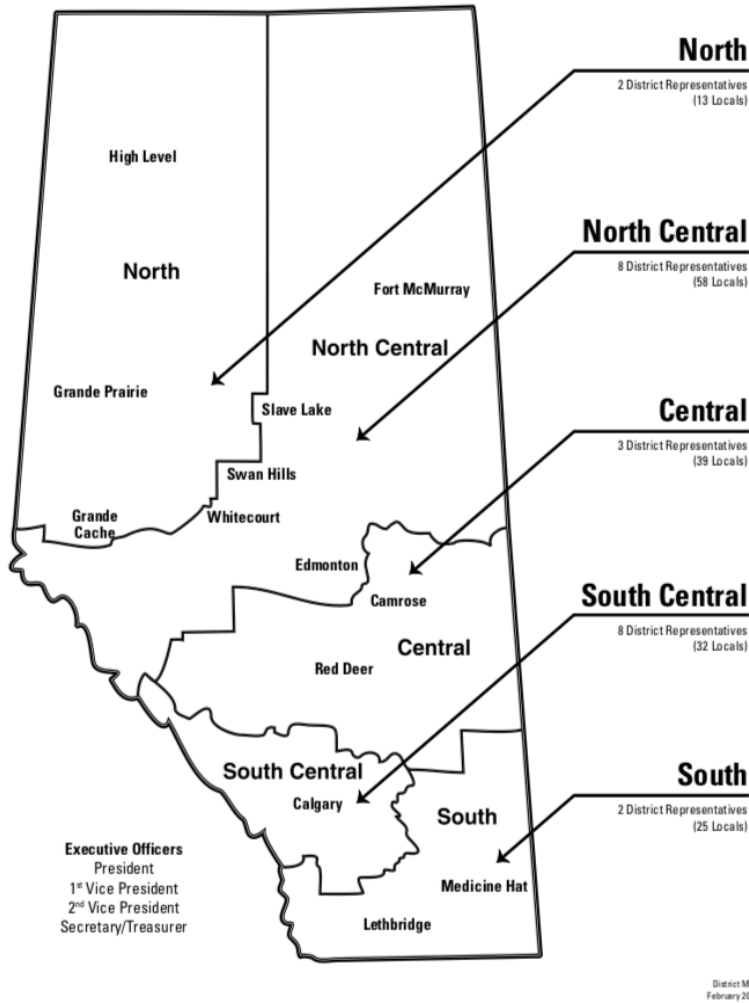 North
2 District Representatives
(13 Locals)
High Level
North Central
8 District Representatives
(58 Locals)
North
Fort McMurray
North Central
Grande Prairie
Slave Lake
Central
3 District Representatives
(39 Locals)
Swan Hills
Grande
Cache
Whitecourt
Edmonton
Camrose
South Central
8 District Representatives
(32 Locals)
Central
Red Deer
South Central
Calgary
South
2 District Representatives
(25 Locals)
South
Executive Officers
President
1st Vice President
2nd Vice President
Secretary/Treasurer
Medicine Hat
Lethbridge
District M
February 20